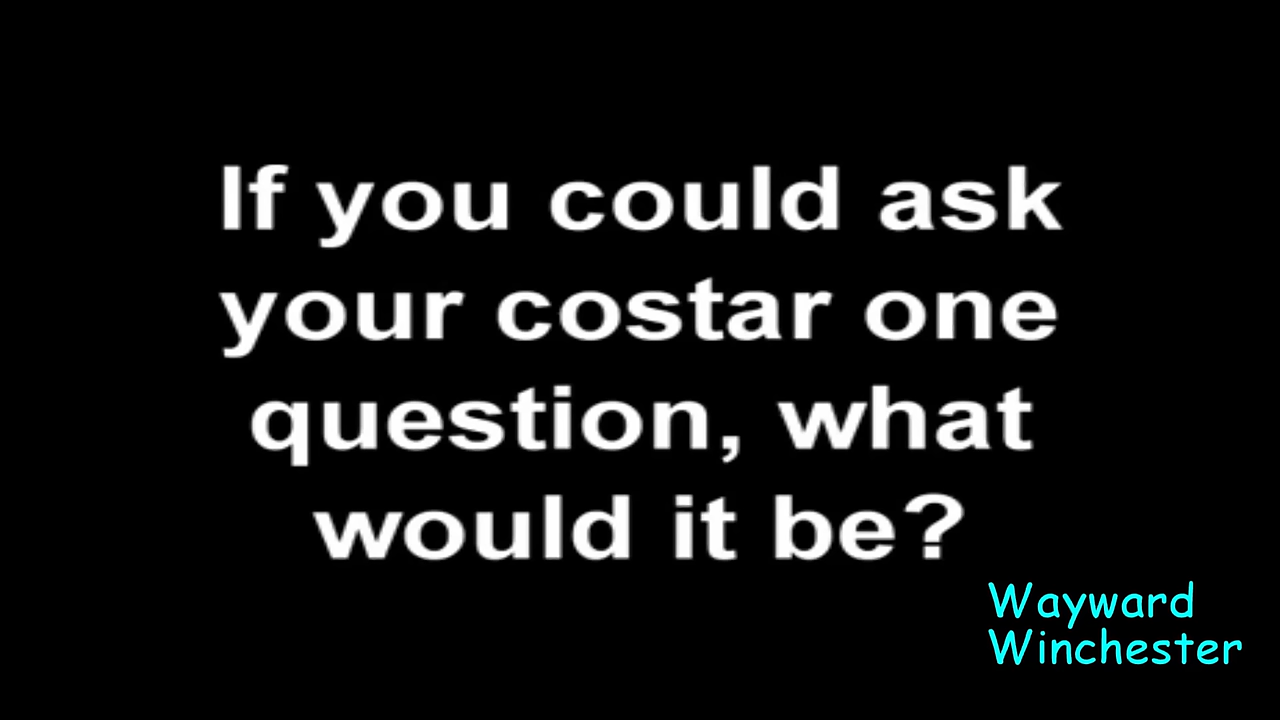 If you could ask
your costar one
question, what
would it be?
Wayward
Winchester